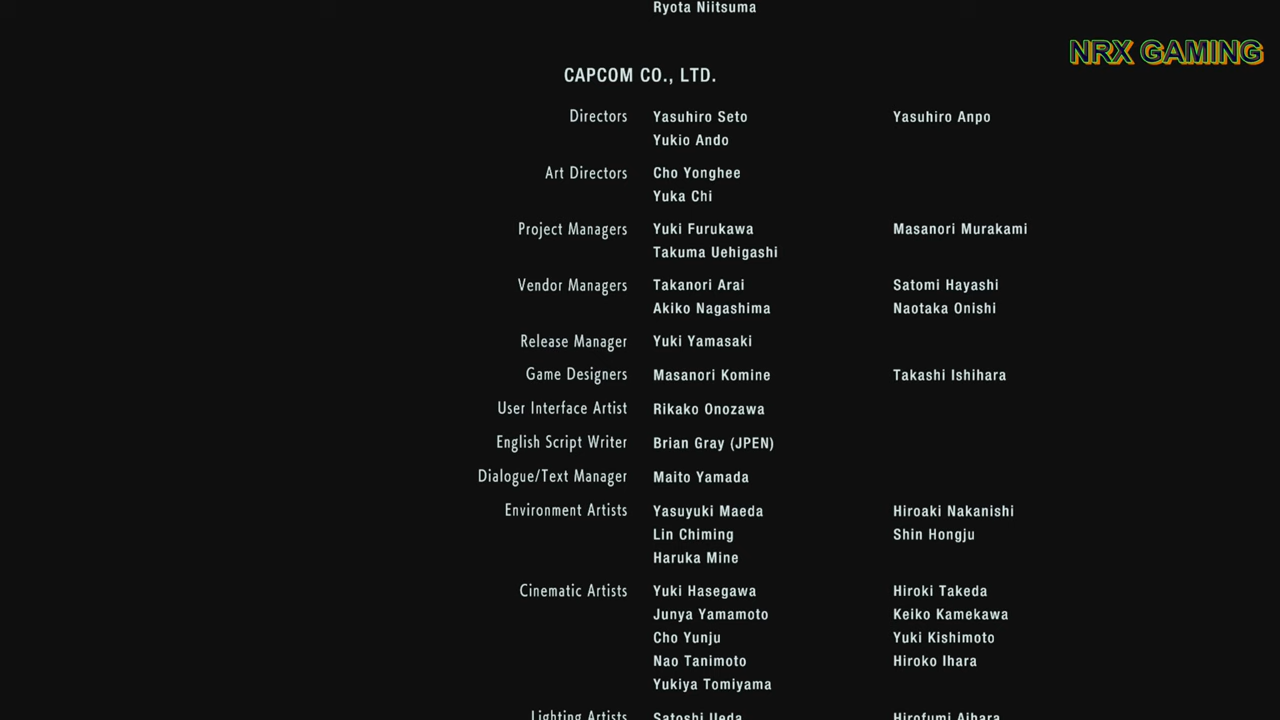 Ryota Niitsuma
NRX GAMING
CAPCOM CO., LTD.
Directors Yasuhiro Seto Yasuhiro Anpo
Yukio Ando
Art Directors Cho Yonghee
Yuka Chi
Project Managers Yuki Furukawa Masanori Murakami
Takuma Uehigashi
Vendor Managers Takanori Arai Satomi Hayashi
Akiko Nagashima Naotaka Onishi
Release Manager Yuki Yamasaki
Game Designers Masanori Komine Takashi Ishihara
User Interface Artist Rikako Onozawa
English Script Writer Brian Gray (JPEN)
Dialogue/Text Manager Maito Yamada
Environment Artists Yasuyuki Maeda Hiroaki Nakanishi
Lin Chiming Shin Hongju
Haruka Mine
Cinematic Artists Yuki Hasegawa Hiroki Takeda
Junya Yamamoto Keiko Kamekawa
Cho Yunju Yuki Kishimoto
Nao Tanimoto Hiroko Ihara
Yukiya Tomiyama
Lighting Artists Satoshi Ueda Hirofumi Aihara